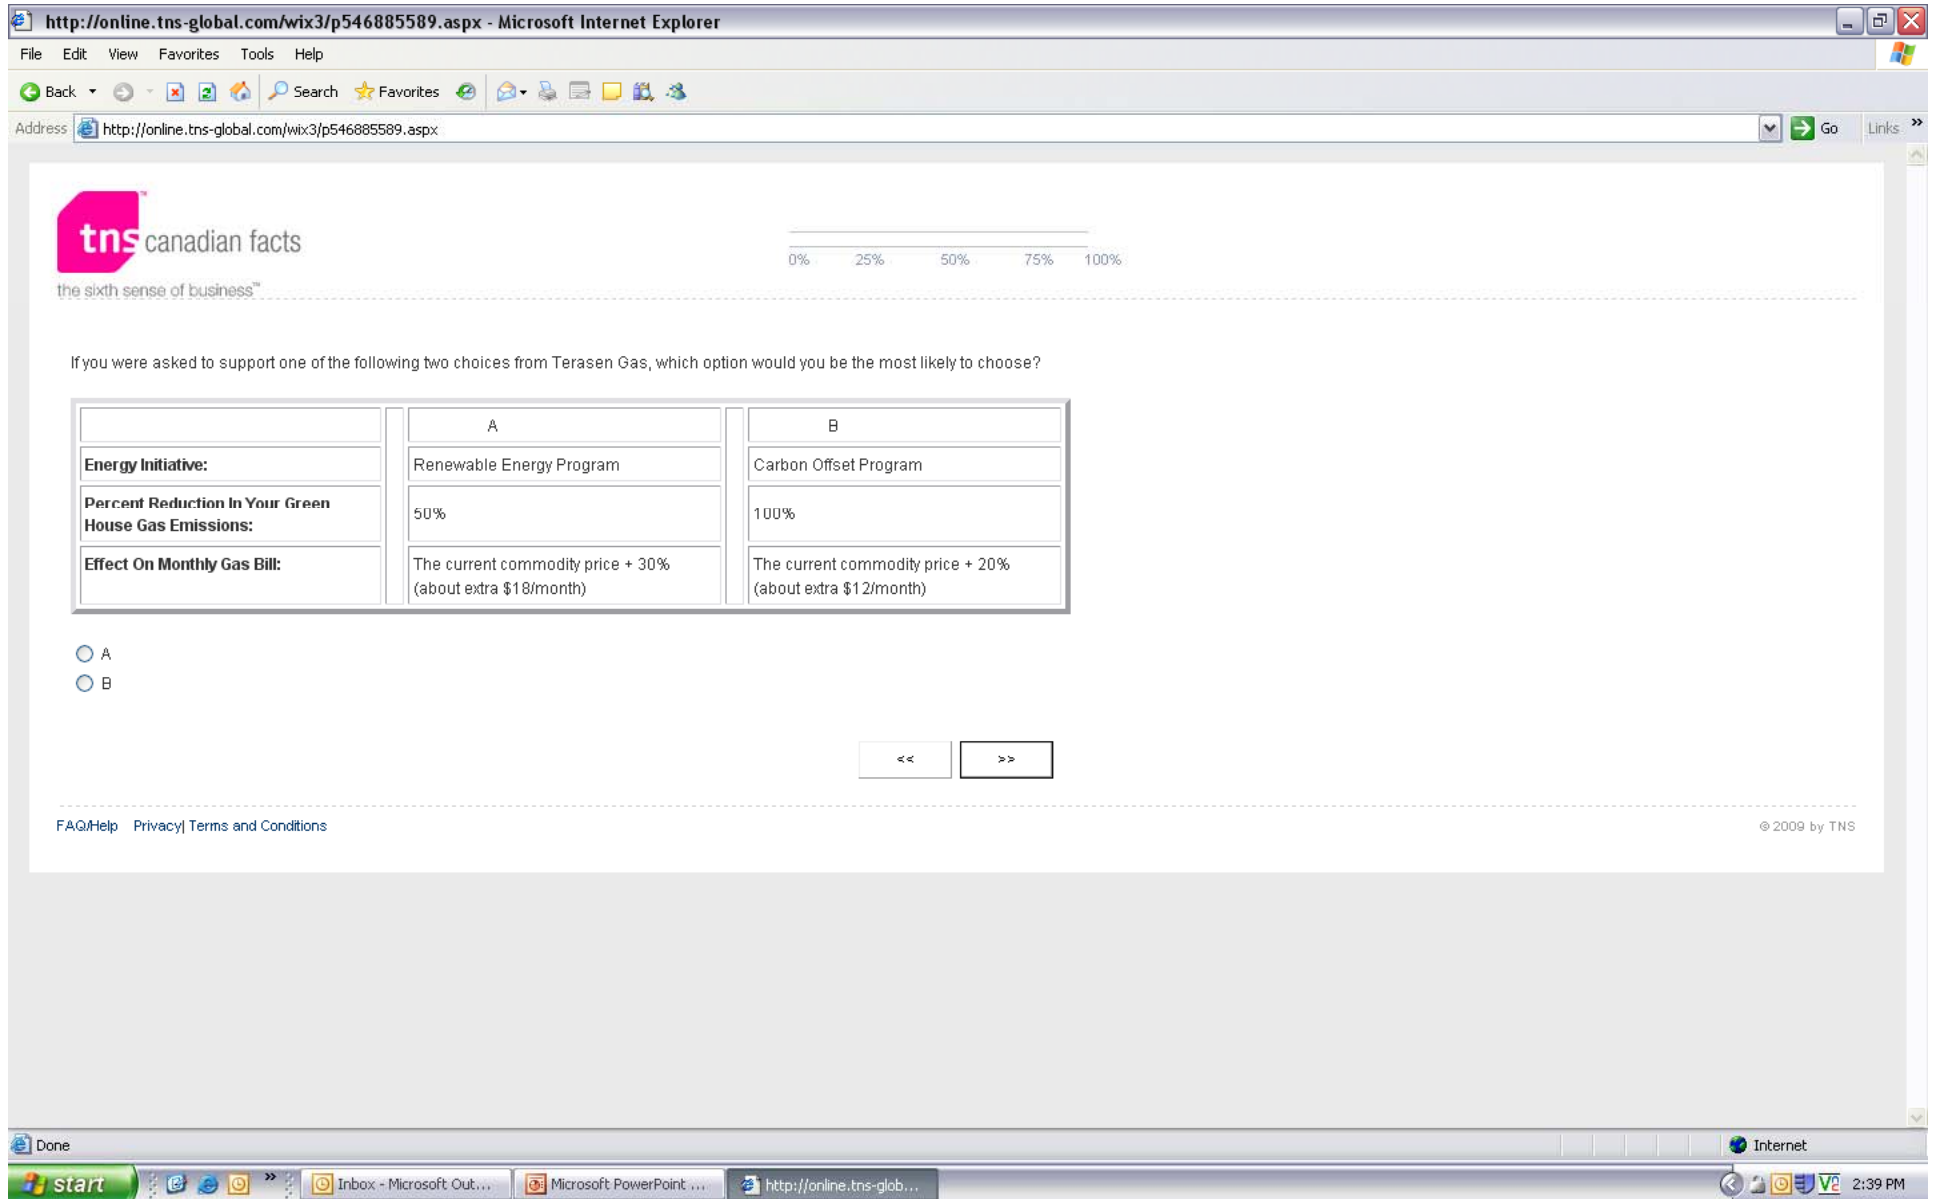 http://online.tns-global.com/wix3/p546885589.aspx - Microsoft Internet Explorer
File Edit View Favorites Tools Help
Back Search Favorites
Address http://online.tns-global.com/wix3/p546885589.aspx Go Links »
tns canadian facts
the sixth sense of business™
0% 25% 50% 75% 100%
If you were asked to support one of the following two choices from Terasen Gas, which option would you be the most likely to choose?
A B
Energy Initiative: Renewable Energy Program Carbon Offset Program
Percent Reduction In Your Green
House Gas Emissions: 50% 100%
Effect On Monthly Gas Bill: The current commodity price + 30% The current commodity price + 20%
(about extra $18/month) (about extra $12/month)
A
B
<< >>
FAQ/Help Privacy| Terms and Conditions © 2009 by TNS
Done Internet
start » Inbox - Microsoft Out... Microsoft PowerPoint ... http://online.tns-glob... 2:39 PM